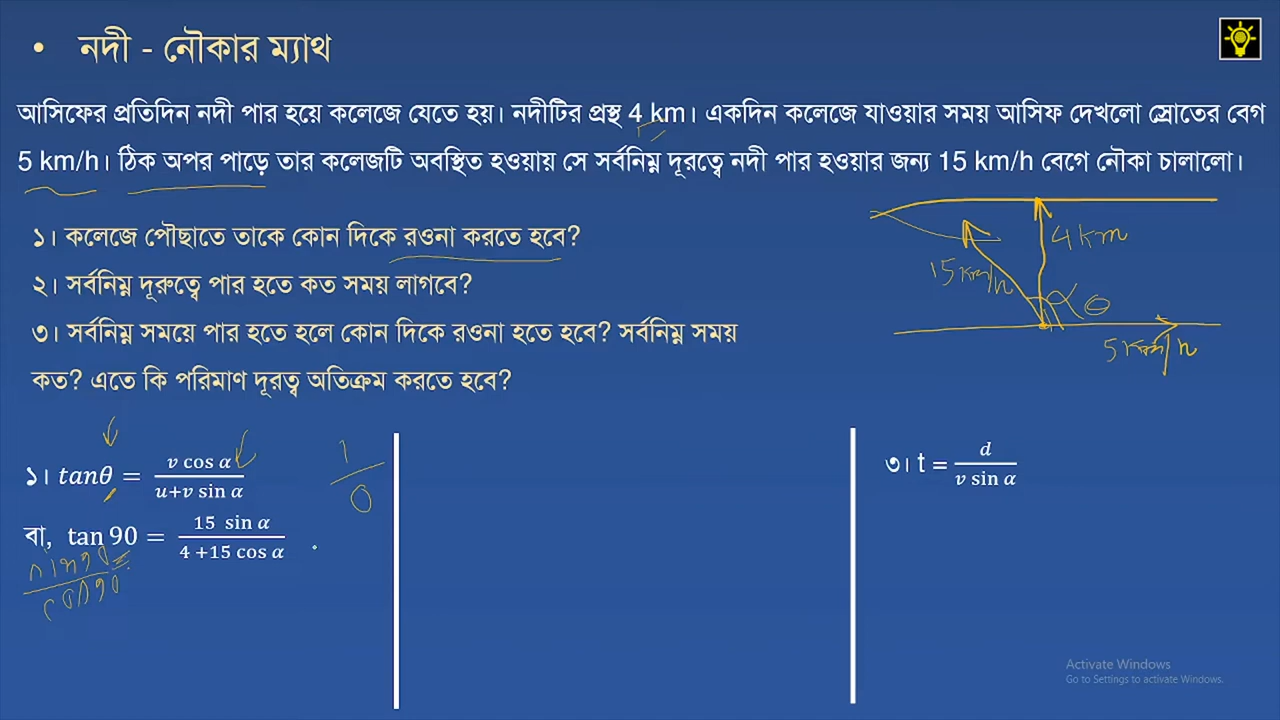 • নদী - নৌকার ম্যাথ
আসিফের প্রতিদিন নদী পার হয়ে কলেজে যেতে হয়। নদীটির প্রস্থ 4 km। একদিন কলেজে যাওয়ার সময় আসিফ দেখলো স্রোতের বেগ
5 km/h। ঠিক অপর পাড়ে তার কলেজটি অবস্থিত হওয়ায় সে সর্বনিম্ন দূরত্বে নদী পার হওয়ার জন্য 15 km/h বেগে নৌকা চালালো।
১। কলেজে পৌছাতে তাকে কোন দিকে রওনা করতে হবে?
২। সর্বনিম্ন দূরুত্বে পার হতে কত সময় লাগবে?
৩। সর্বনিম্ন সময়ে পার হতে হলে কোন দিকে রওনা হতে হবে? সর্বনিম্ন সময়
কত? এতে কি পরিমাণ দূরত্ব অতিক্রম করতে হবে?
4 km
15 km/h
θ
5 km/h
১। tanθ = v cos α / u+v sin α
1/0
বা, tan 90 = 15 sin α / 4 +15 cos α
sin90 / cos90 =
৩। t = d / v sin α
Activate Windows
Go to Settings to activate Windows.